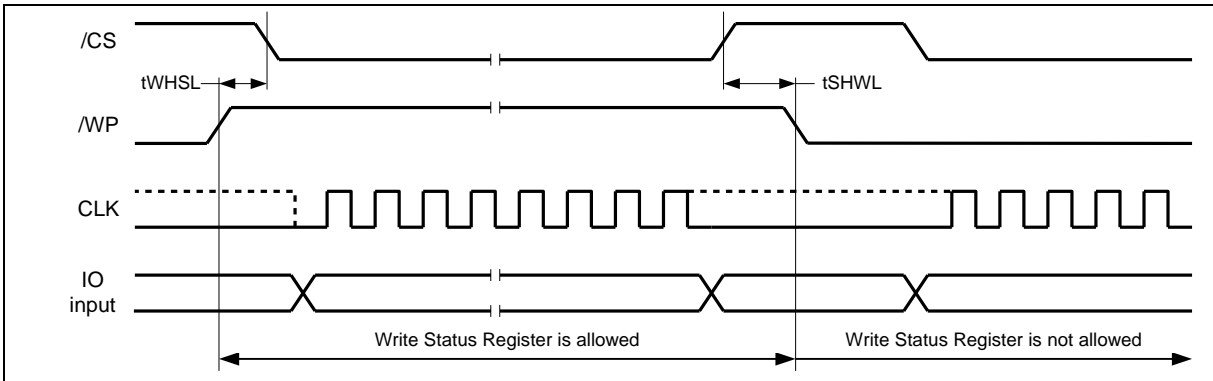 /CS
tWHSL
tSHWL
/WP
CLK
IO
input
Write Status Register is allowed
Write Status Register is not allowed